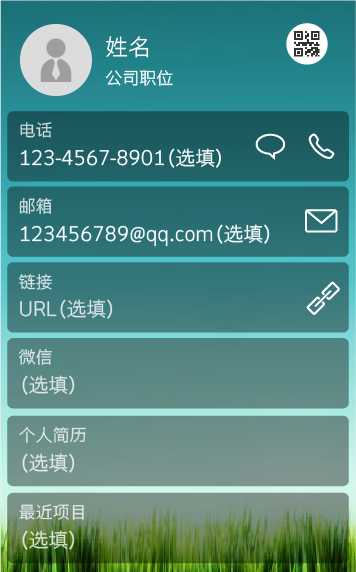 姓名
公司职位
电话
123-4567-8901(选填)
邮箱
123456789@qq.com(选填)
链接
URL(选填)
微信
(选填)
个人简历
(选填)
最近项目
(选填)